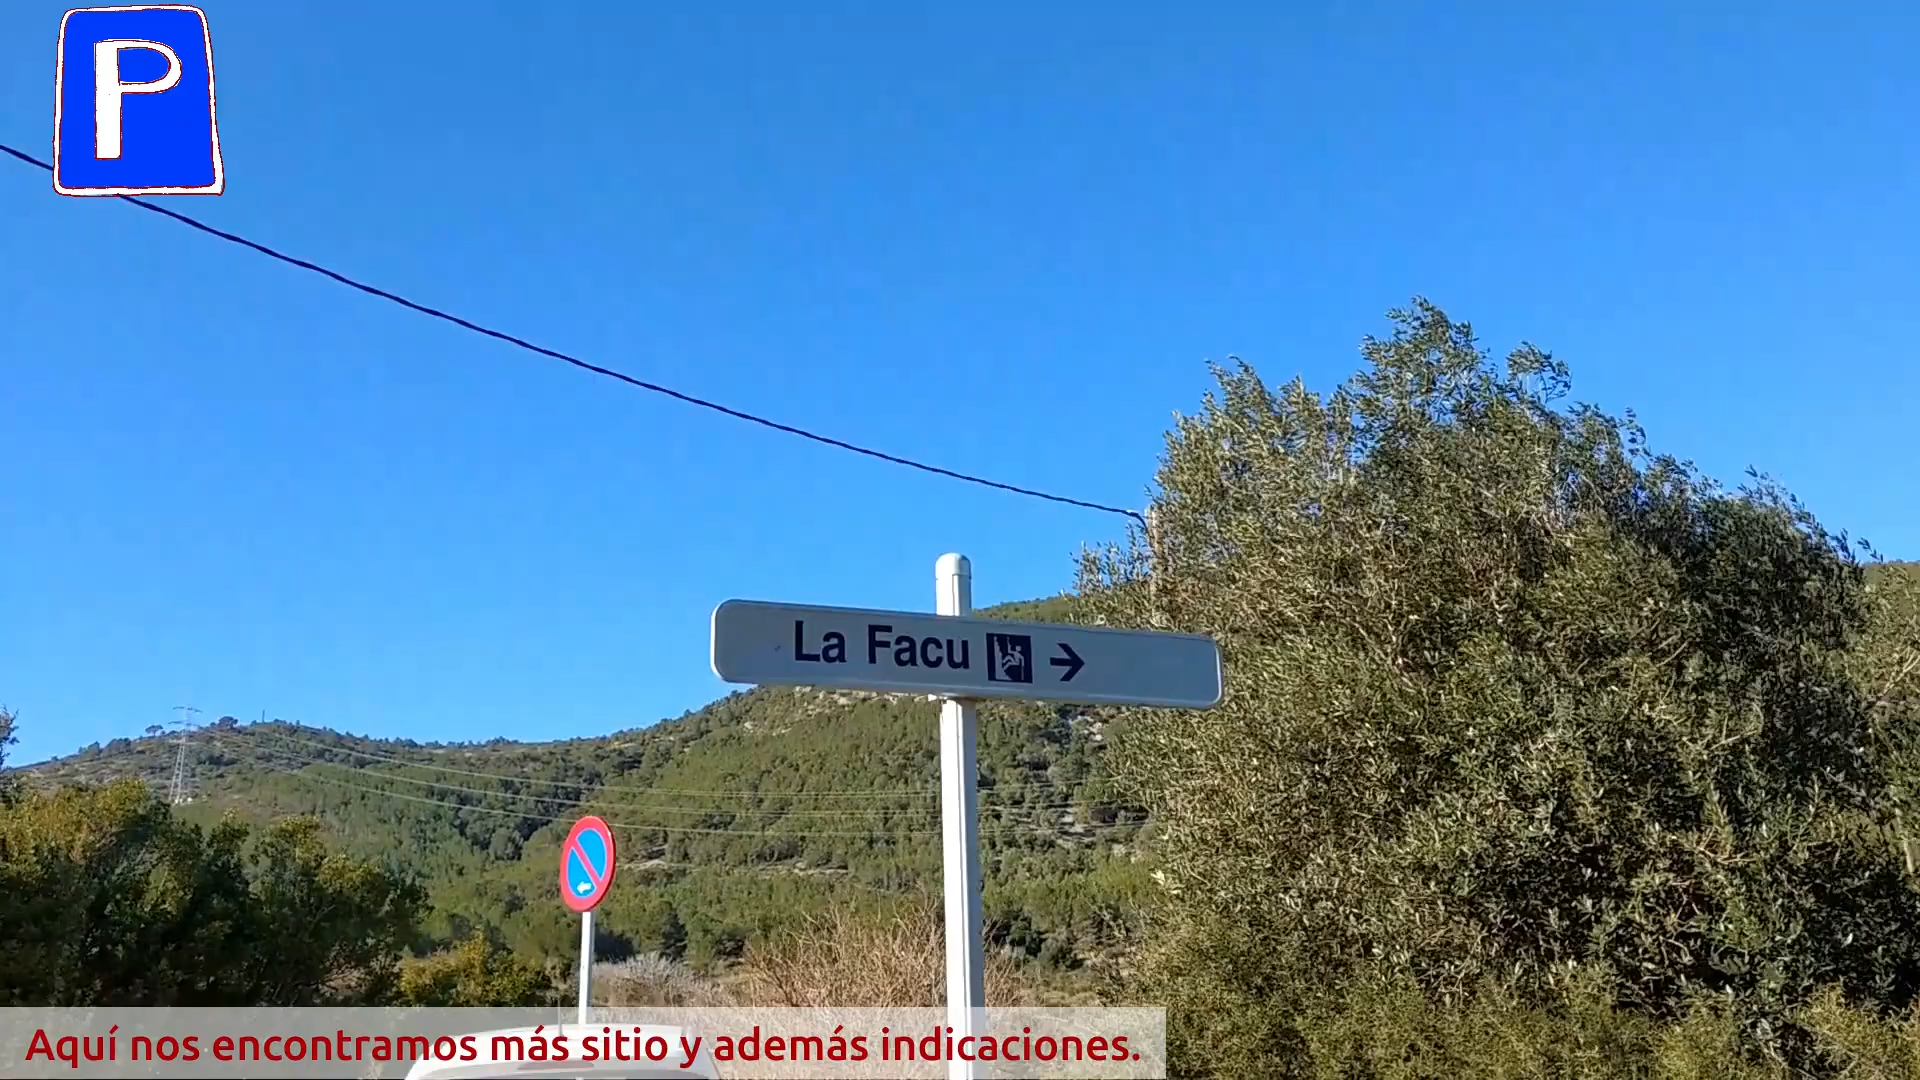 P
La Facu →
Aquí nos encontramos más sitio y además indicaciones.